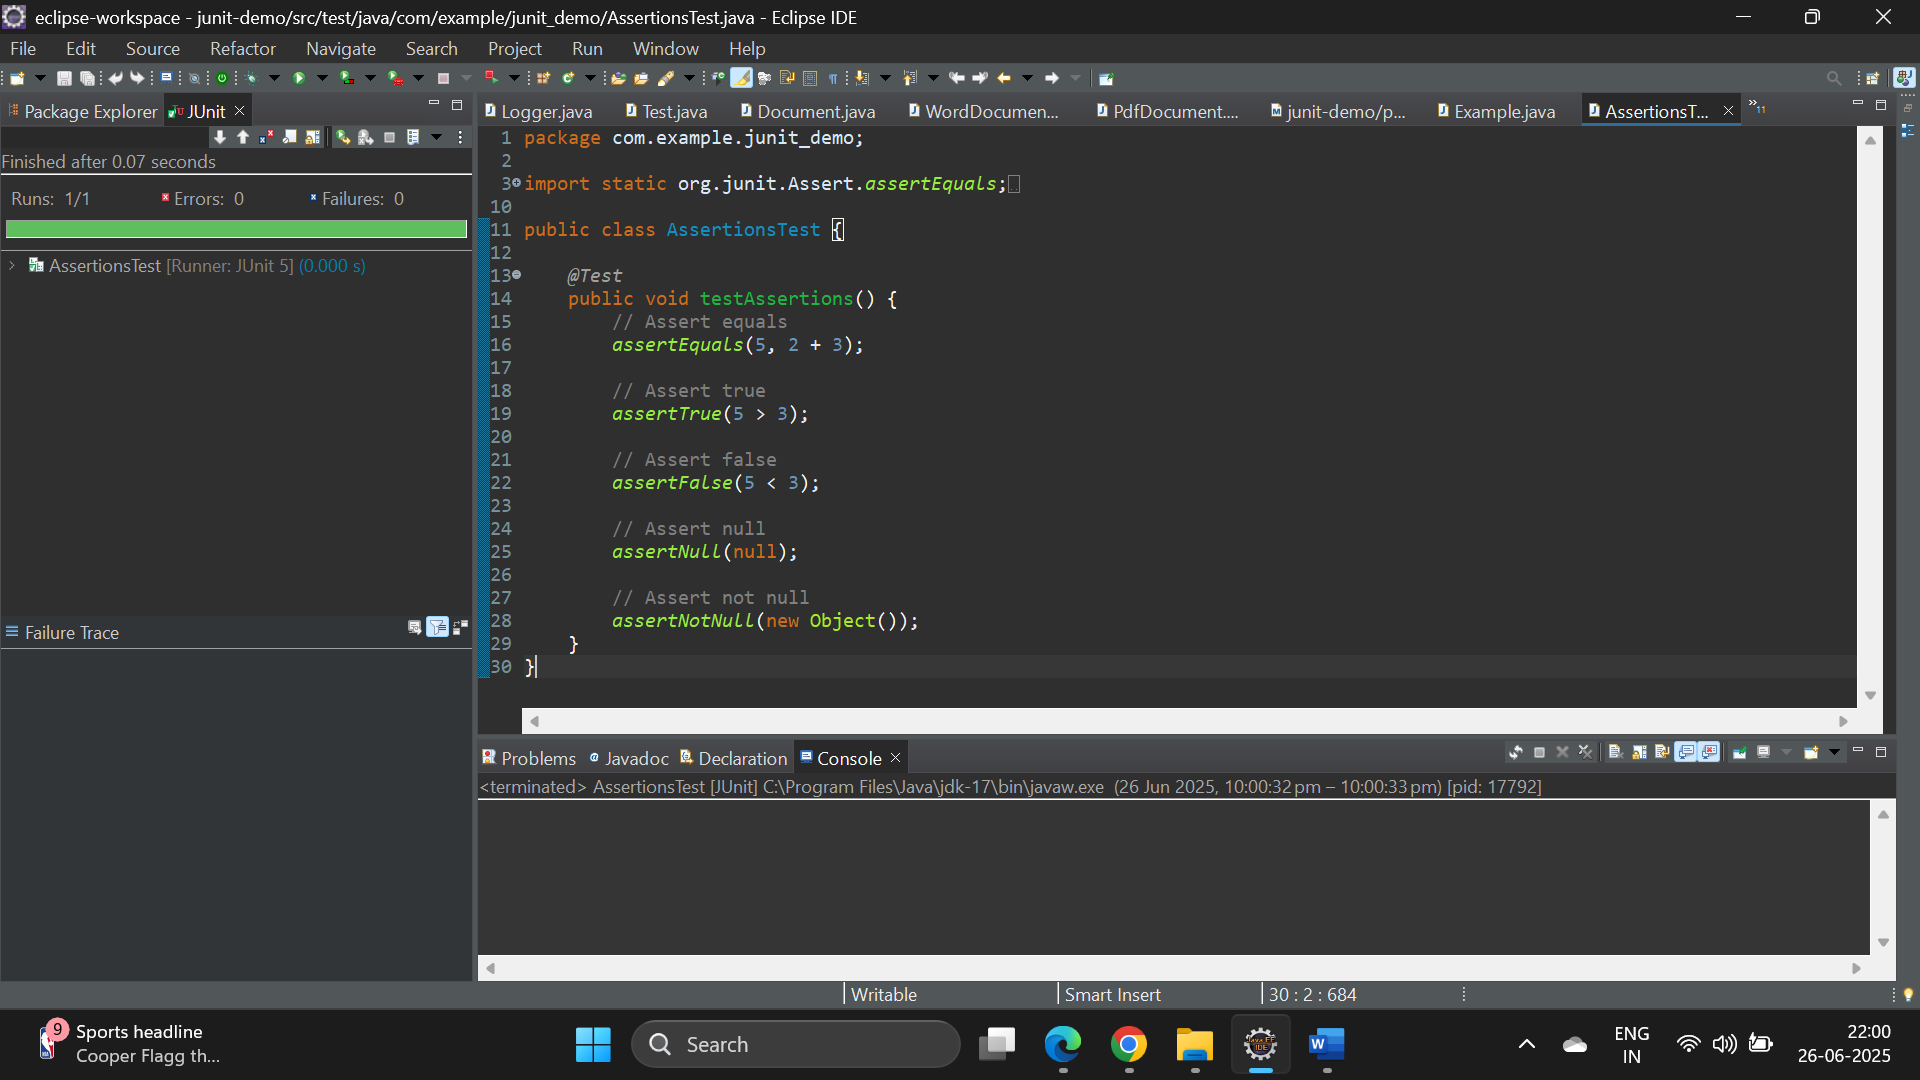 eclipse-workspace - junit-demo/src/test/java/com/example/junit_demo/AssertionsTest.java - Eclipse IDE
File Edit Source Refactor Navigate Search Project Run Window Help
Package Explorer JUnit
Finished after 0.07 seconds
Runs: 1/1 Errors: 0 Failures: 0
AssertionsTest [Runner: JUnit 5] (0.000 s)
Failure Trace
Logger.java Test.java Document.java WordDocumen... PdfDocument.... junit-demo/p... Example.java AssertionsT... »11
1 package com.example.junit_demo;
2
3 import static org.junit.Assert.assertEquals;
10
11 public class AssertionsTest {
12
13 @Test
14 public void testAssertions() {
15 // Assert equals
16 assertEquals(5, 2 + 3);
17
18 // Assert true
19 assertTrue(5 > 3);
20
21 // Assert false
22 assertFalse(5 < 3);
23
24 // Assert null
25 assertNull(null);
26
27 // Assert not null
28 assertNotNull(new Object());
29 }
30 }
Problems Javadoc Declaration Console
<terminated> AssertionsTest [JUnit] C:\Program Files\Java\jdk-17\bin\javaw.exe (26 Jun 2025, 10:00:32 pm – 10:00:33 pm) [pid: 17792]
Writable Smart Insert 30 : 2 : 684
9
Sports headline
Cooper Flagg th...
Search
ENG
IN
22:00
26-06-2025